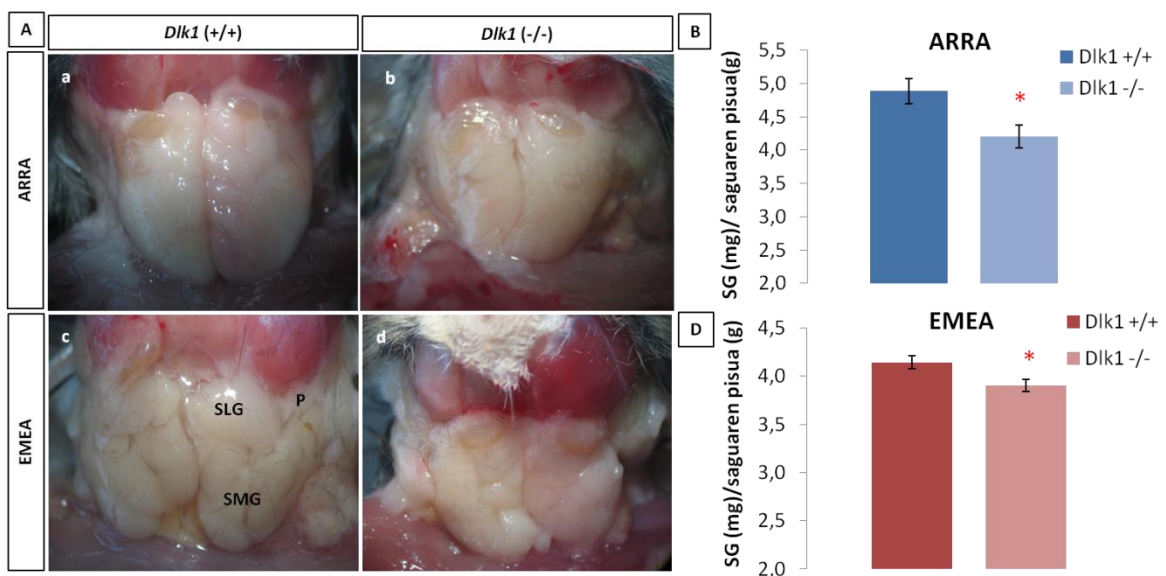 A
Dlk1 (+/+)
Dlk1 (-/-)
ARRA
a
b
EMEA
c
SLG
P
SMG
d
B
ARRA
SG (mg)/ saguaren pisua(g)
5,5
5,0
4,5
4,0
3,5
3,0
2,5
2,0
*
Dlk1 +/+
Dlk1 -/-
D
EMEA
SG (mg)/saguaren pisua (g)
4,5
4,0
3,5
3,0
2,5
2,0
*
Dlk1 +/+
Dlk1 -/-